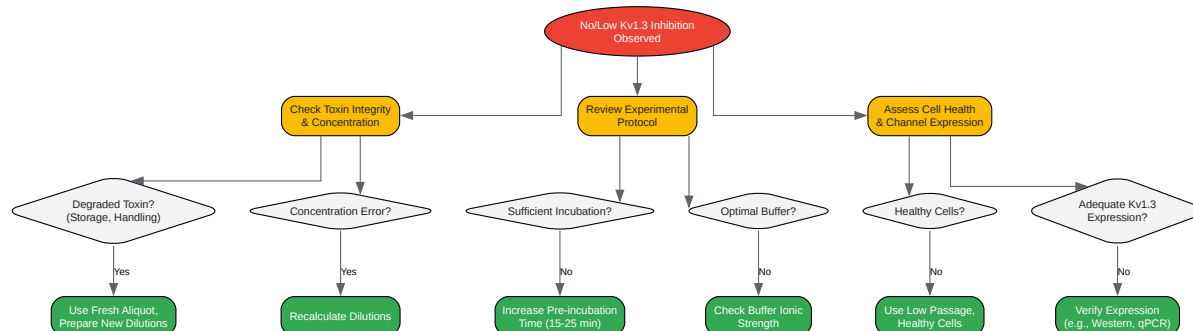 No/Low Kv1.3 Inhibition
Observed
Check Toxin Integrity
& Concentration
Review Experimental
Protocol
Assess Cell Health
& Channel Expression
Degraded Toxin?
(Storage, Handling)
Concentration Error?
Sufficient Incubation?
Optimal Buffer?
Healthy Cells?
Adequate Kv1.3
Expression?
Yes
Yes
No
No
No
No
Use Fresh Aliquot,
Prepare New Dilutions
Recalculate Dilutions
Increase Pre-incubation
Time (15-25 min)
Check Buffer Ionic
Strength
Use Low Passage,
Healthy Cells
Verify Expression
(e.g., Western, qPCR)